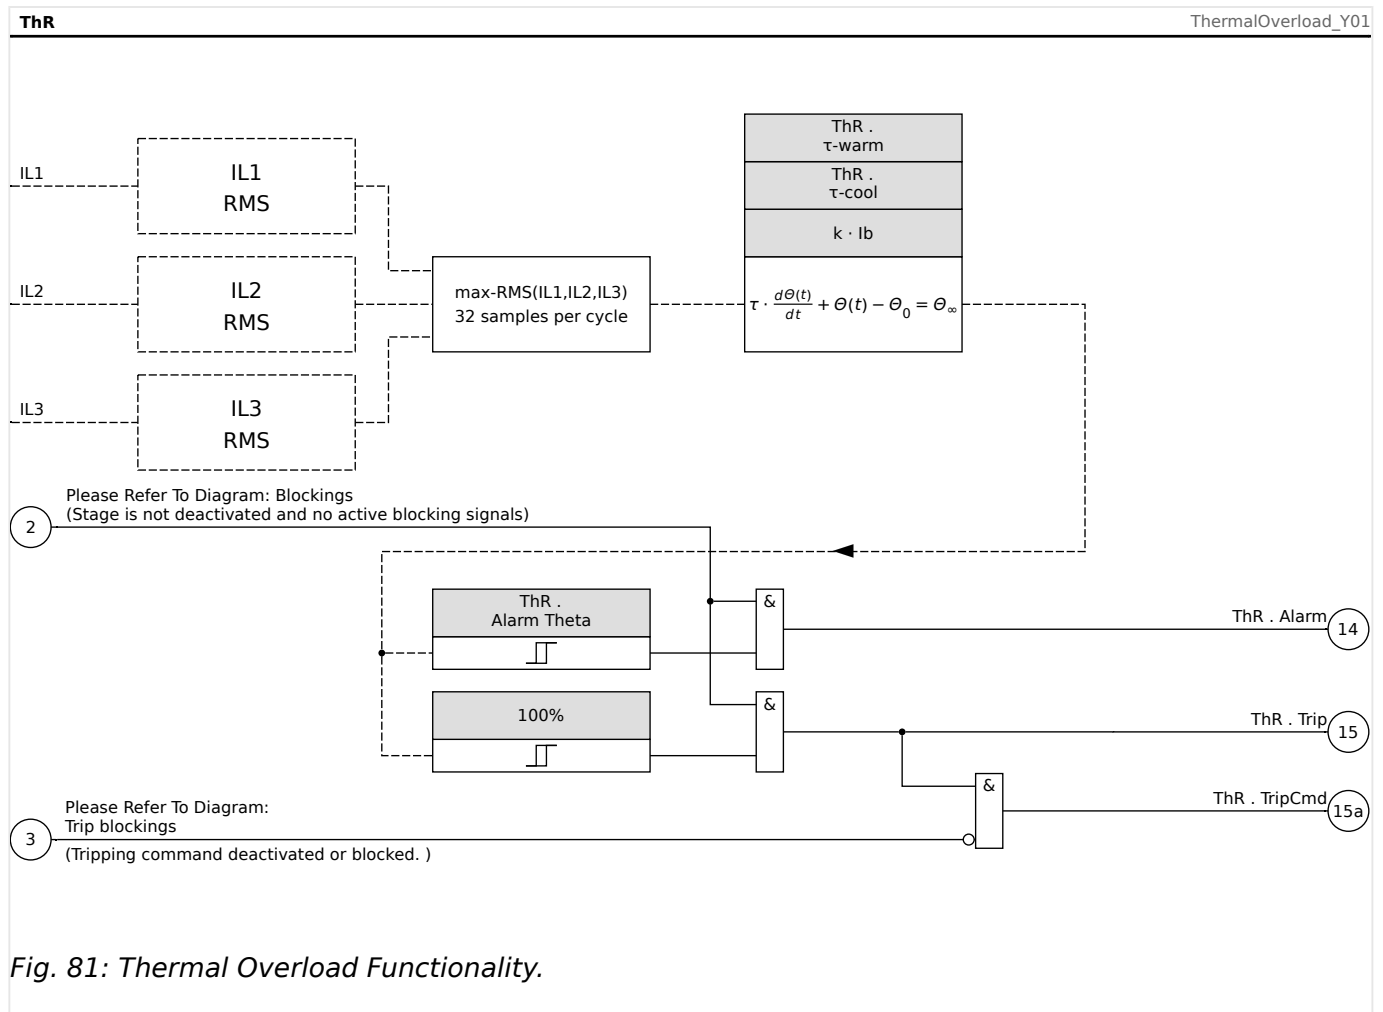 ThR
ThermalOverload_Y01
ThR .
τ-warm
ThR .
τ-cool
k · Ib
IL1
IL1
RMS
IL2
IL2
RMS
max-RMS(IL1,IL2,IL3)
32 samples per cycle
τ · dΘ(t)/dt + Θ(t) − Θ₀ = Θ∞
IL3
IL3
RMS
Please Refer To Diagram: Blockings
(Stage is not deactivated and no active blocking signals)
2
ThR .
Alarm Theta
&
ThR . Alarm
14
100%
&
ThR . Trip
15
&
ThR . TripCmd
15a
Please Refer To Diagram:
Trip blockings
3
(Tripping command deactivated or blocked. )
Fig. 81: Thermal Overload Functionality.